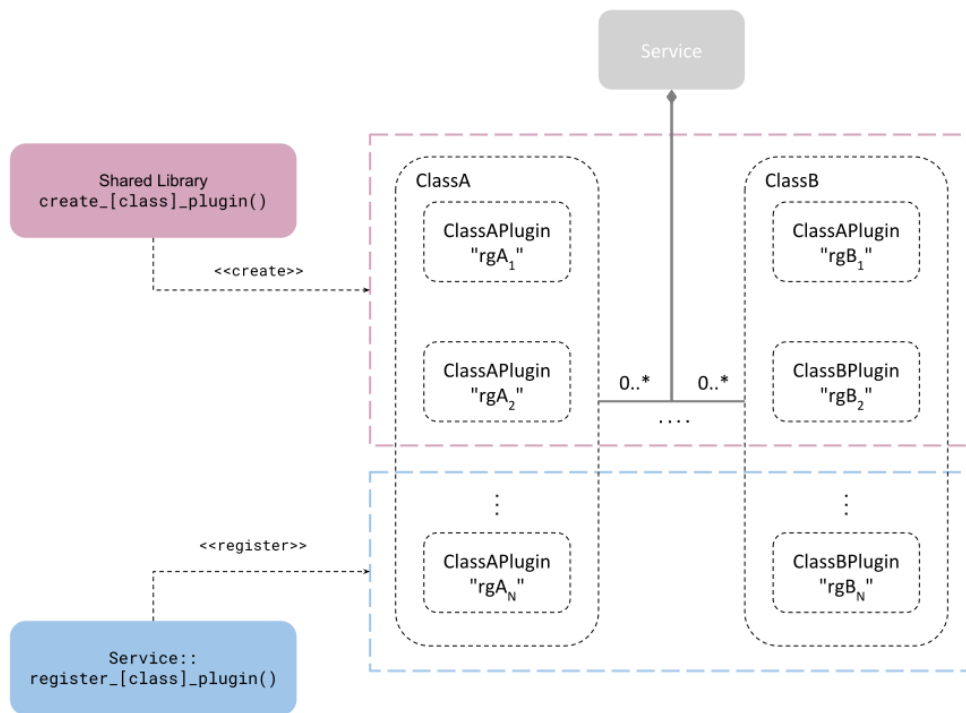 Service
Shared Library
create_[class]_plugin()
<<create>>
ClassA
ClassAPlugin
"rgA1"
ClassAPlugin
"rgA2"
0..*
0..*
....
ClassB
ClassAPlugin
"rgB1"
ClassBPlugin
"rgB2"
Service::
register_[class]_plugin()
<<register>>
⋮
ClassAPlugin
"rgAN"
⋮
ClassBPlugin
"rgBN"